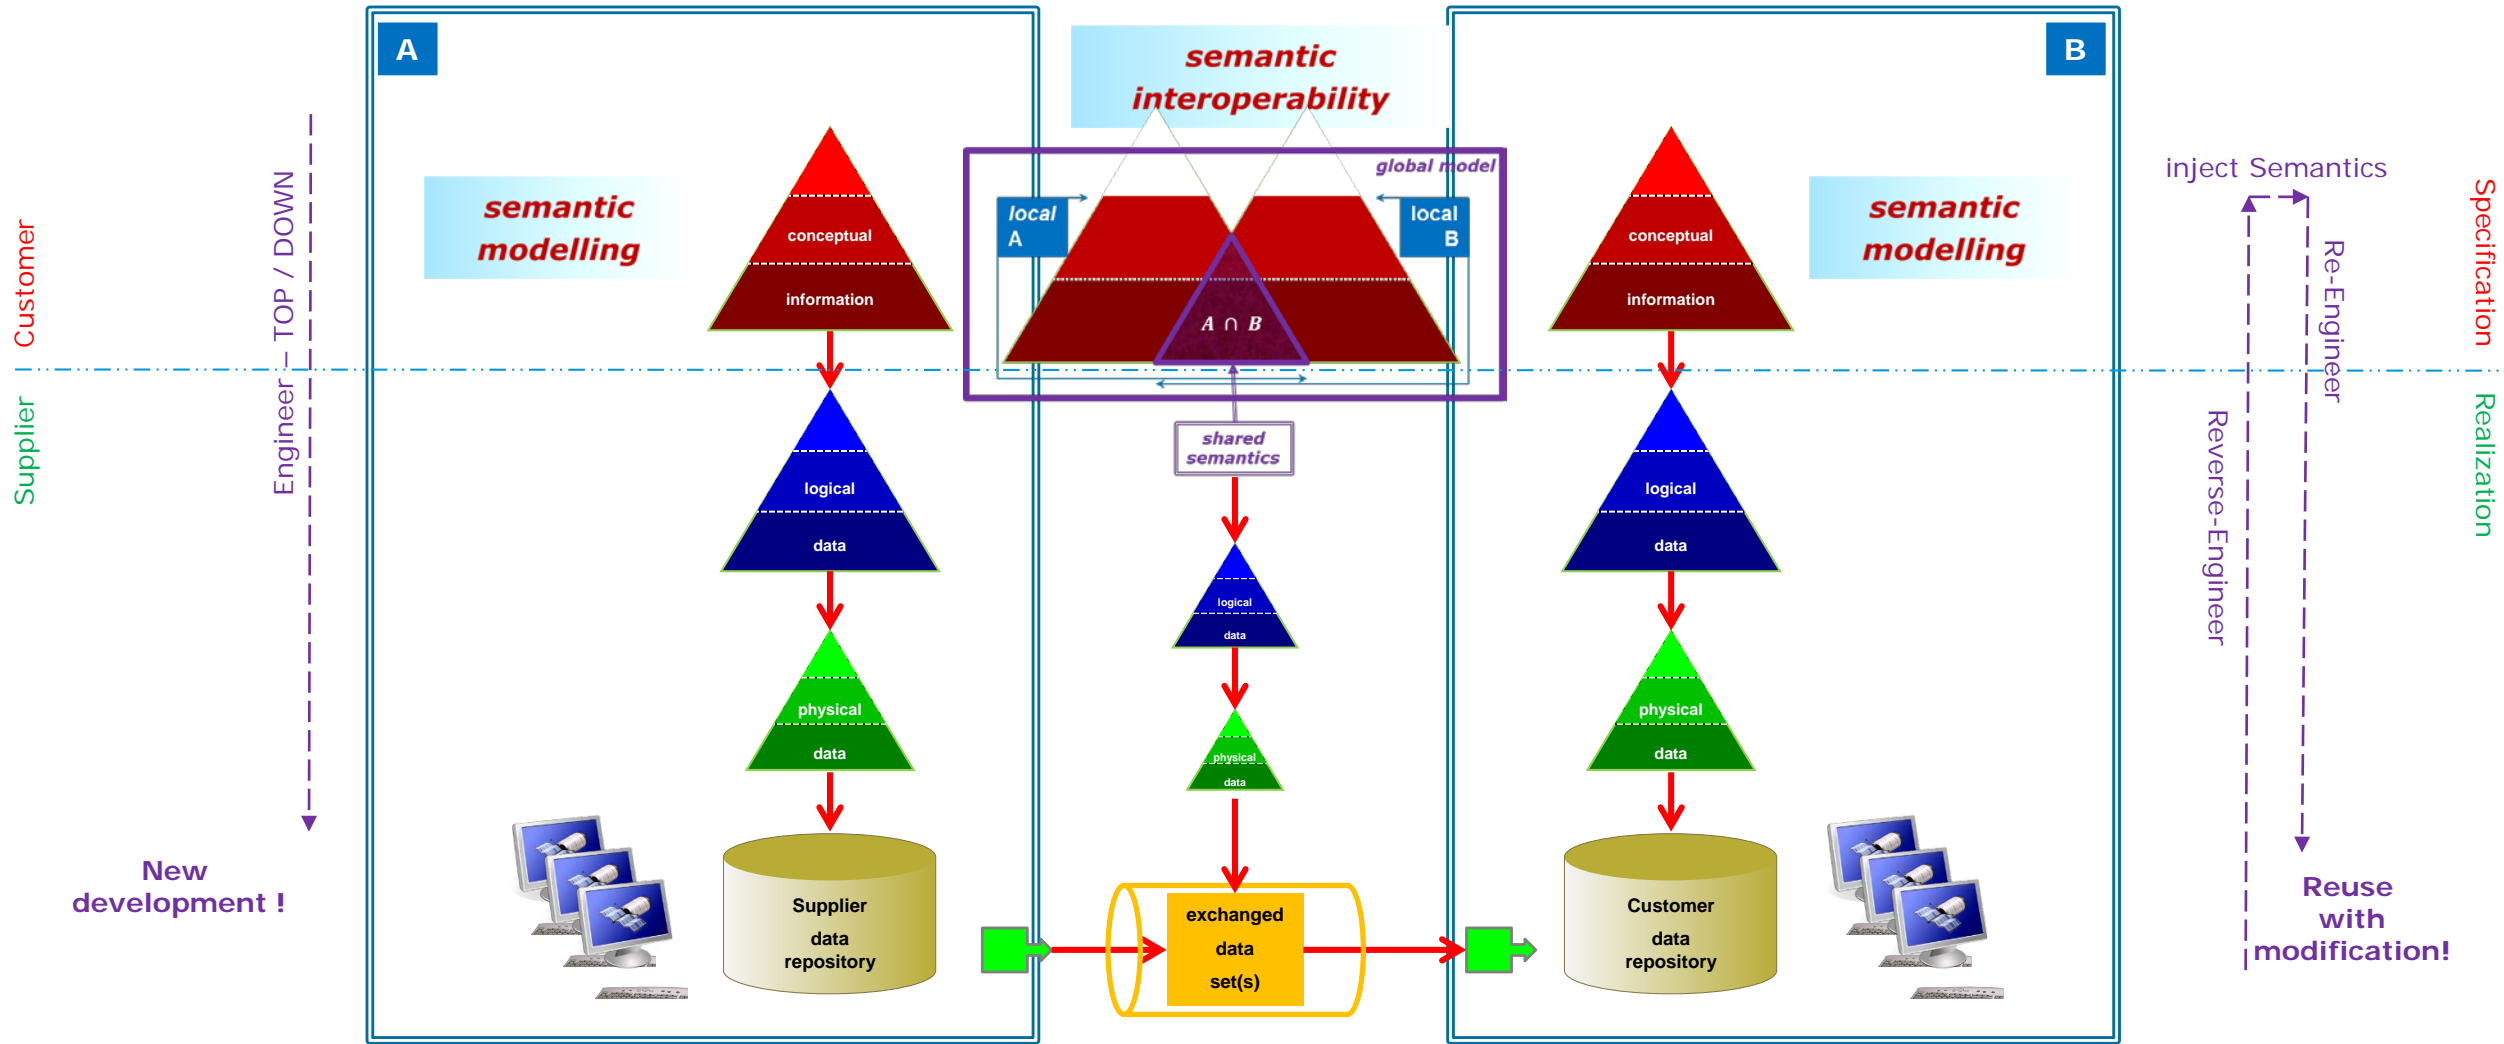 A
semantic
interoperability
B
global model
inject Semantics
semantic
modelling
local
A
local
B
semantic
modelling
conceptual
information
A ∩ B
conceptual
information
Customer
Supplier
Engineer – TOP / DOWN
Specification
Realization
Re-Engineer
Reverse-Engineer
shared
semantics
logical
data
logical
data
logical
data
physical
data
physical
data
physical
data
New
development !
Supplier
data
repository
exchanged
data
set(s)
Customer
data
repository
Reuse
with
modification!